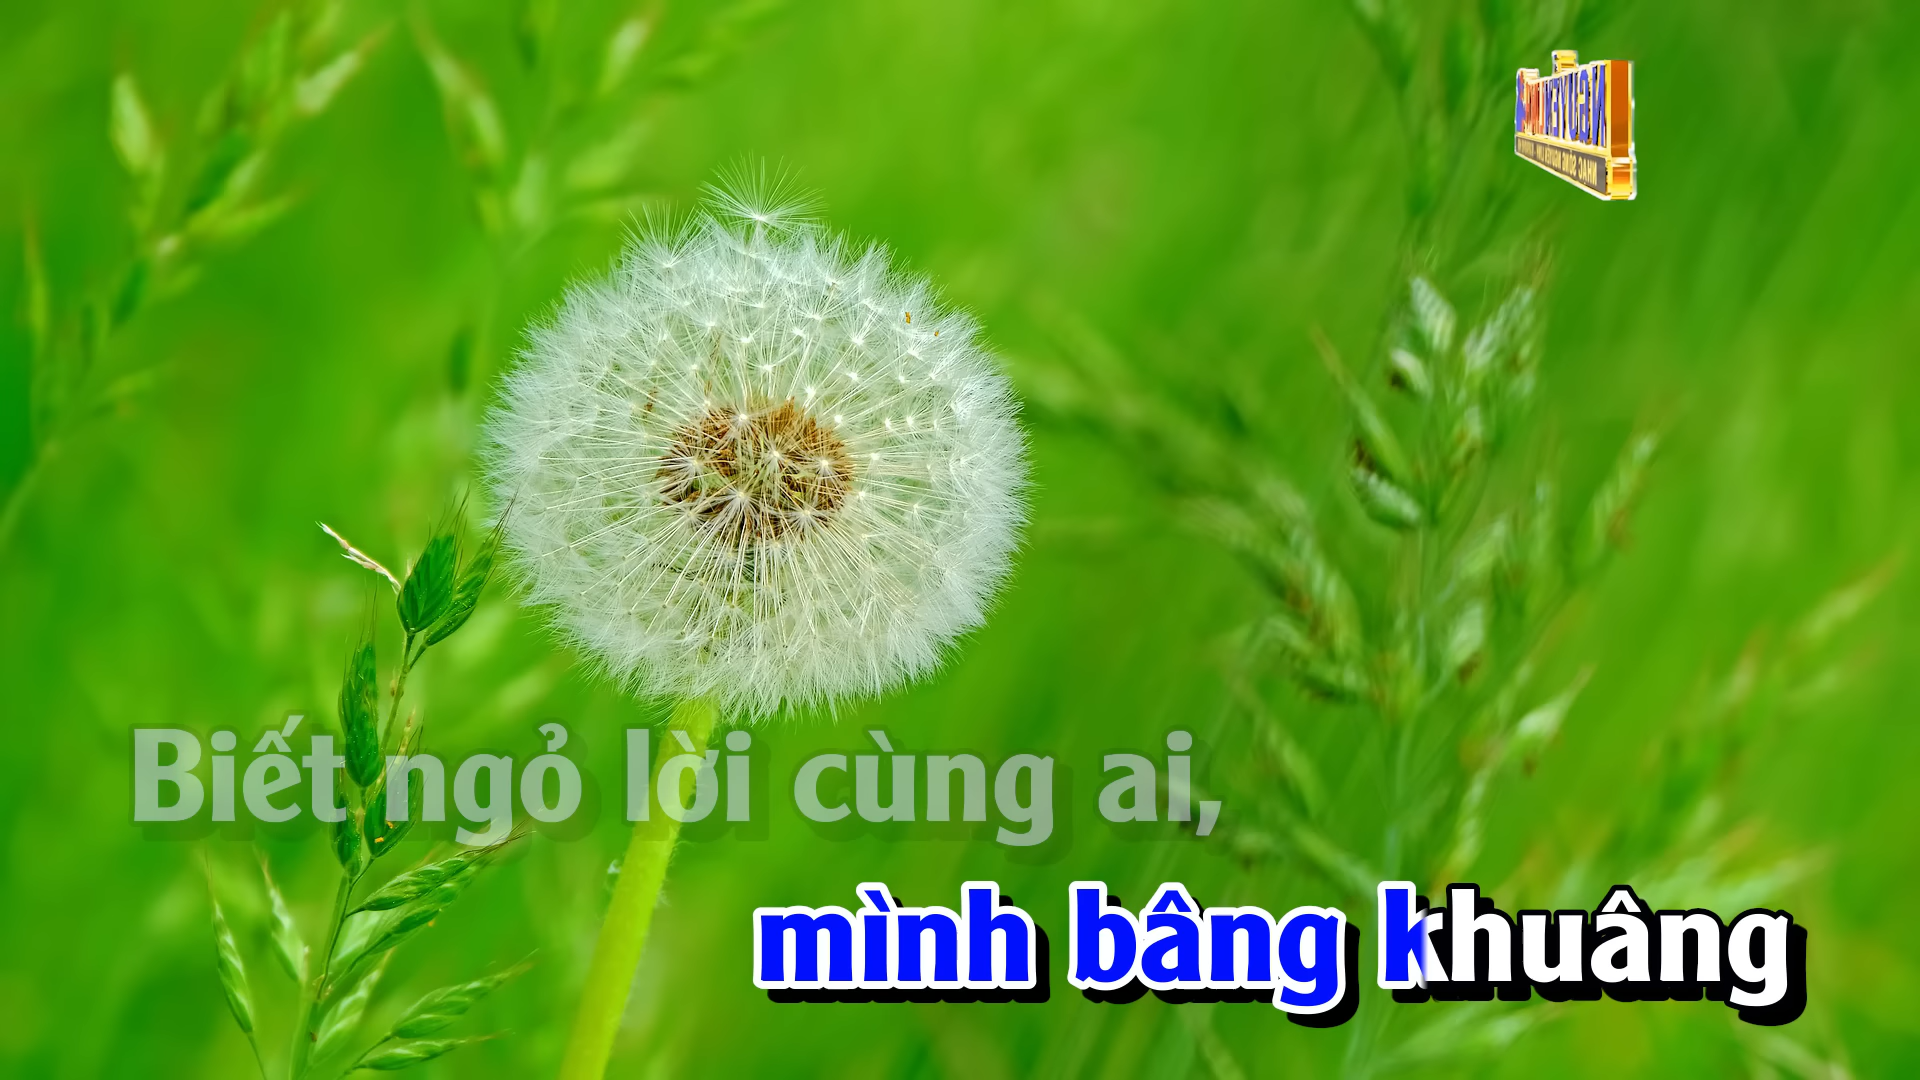 Biết ngỏ lời cùng ai,
mình bâng khuâng